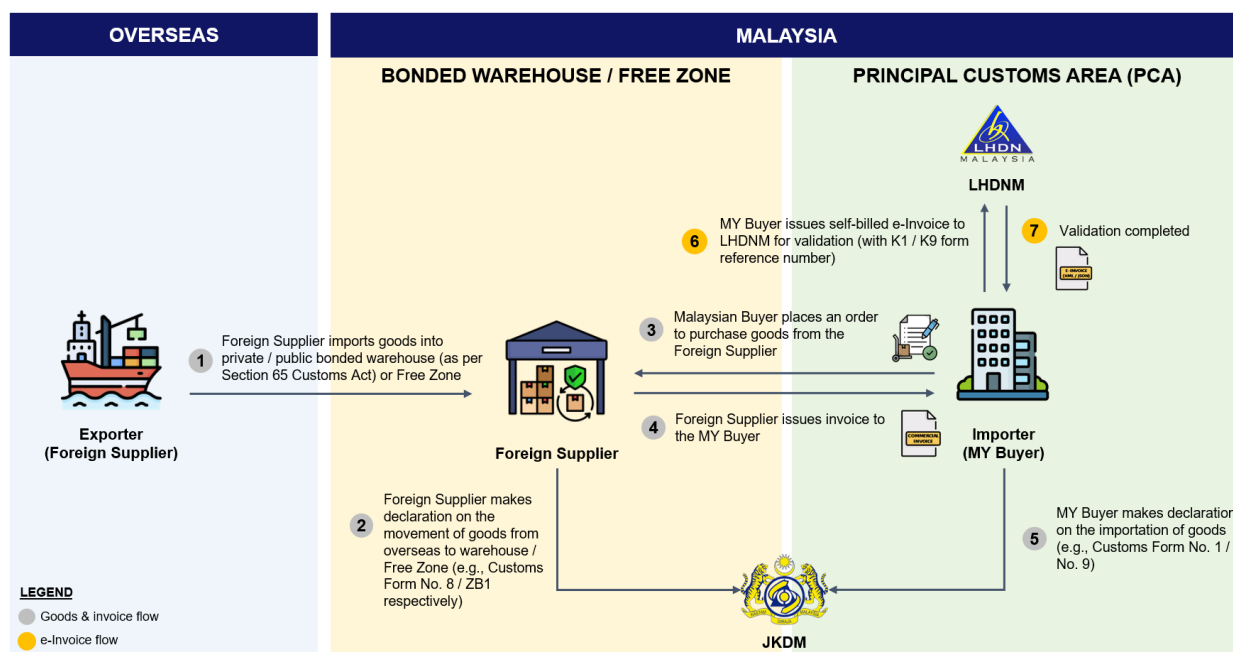 OVERSEAS
MALAYSIA
BONDED WAREHOUSE / FREE ZONE
PRINCIPAL CUSTOMS AREA (PCA)
LHDN
MALAYSIA
LHDNM
6
MY Buyer issues self-billed e-Invoice to
LHDNM for validation (with K1 / K9 form
reference number)
7
Validation completed
E-INVOICE
(XML / JSON)
1
Foreign Supplier imports goods into
private / public bonded warehouse (as per
Section 65 Customs Act) or Free Zone
3
Malaysian Buyer places an order
to purchase goods from the
Foreign Supplier
4
Foreign Supplier issues invoice to
the MY Buyer
COMMERCIAL
INVOICE
Exporter
(Foreign Supplier)
Foreign Supplier
Importer
(MY Buyer)
2
Foreign Supplier makes
declaration on the
movement of goods from
overseas to warehouse /
Free Zone (e.g., Customs
Form No. 8 / ZB1
respectively)
5
MY Buyer makes declaration
on the importation of goods
(e.g., Customs Form No. 1 /
No. 9)
JKDM
LEGEND
Goods & invoice flow
e-Invoice flow